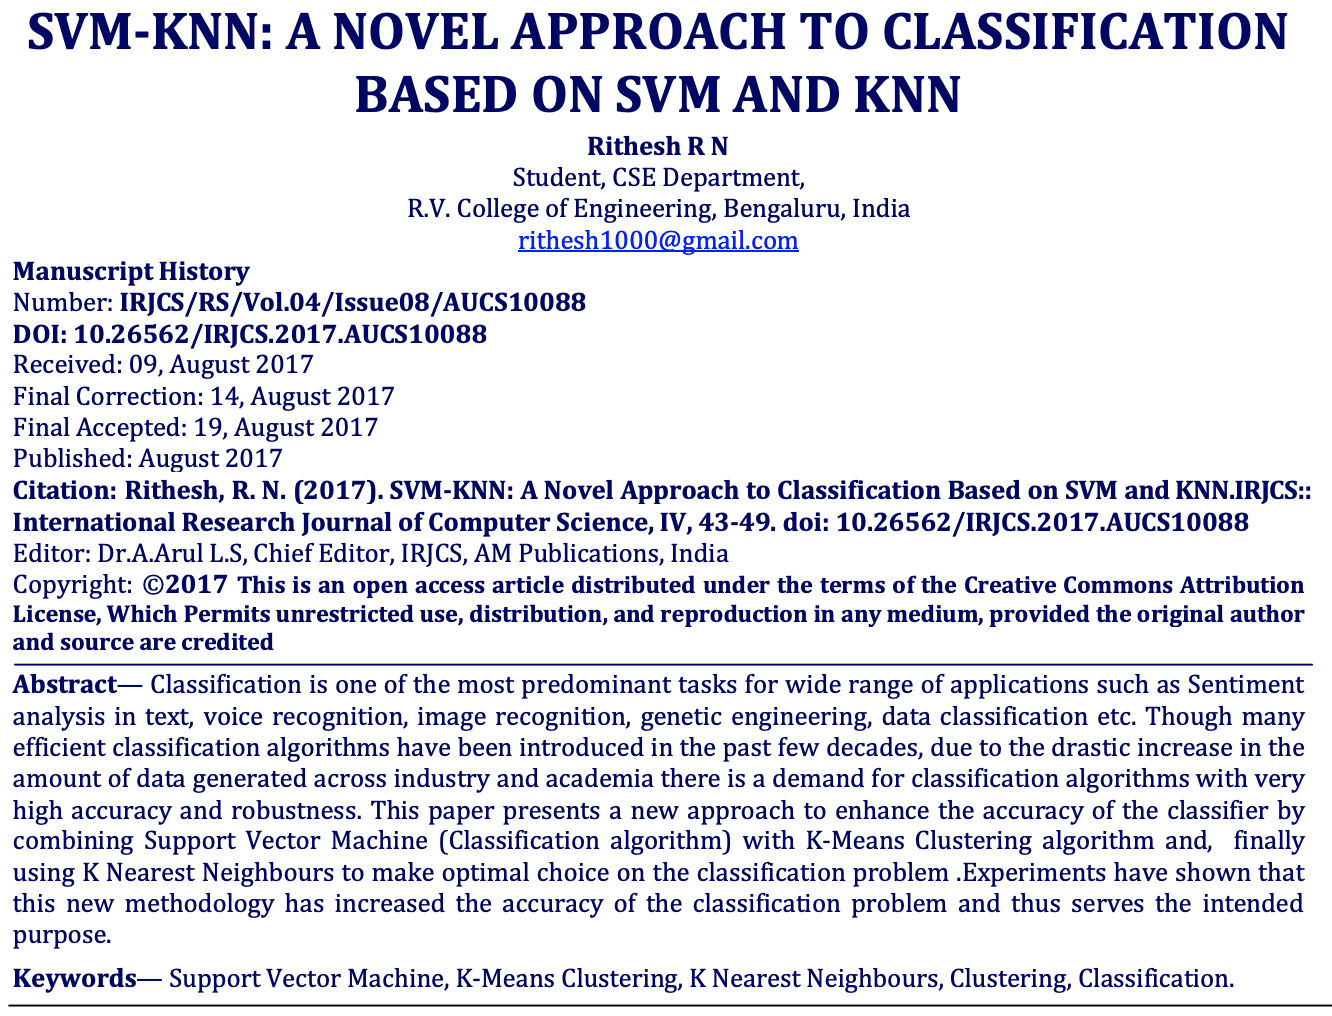 SVM-KNN: A NOVEL APPROACH TO CLASSIFICATION
BASED ON SVM AND KNN
Rithesh R N
Student, CSE Department,
R.V. College of Engineering, Bengaluru, India
rithesh1000@gmail.com
Manuscript History
Number: IRJCS/RS/Vol.04/Issue08/AUCS10088
DOI: 10.26562/IRJCS.2017.AUCS10088
Received: 09, August 2017
Final Correction: 14, August 2017
Final Accepted: 19, August 2017
Published: August 2017
Citation: Rithesh, R. N. (2017). SVM-KNN: A Novel Approach to Classification Based on SVM and KNN.IRJCS::
International Research Journal of Computer Science, IV, 43-49. doi: 10.26562/IRJCS.2017.AUCS10088
Editor: Dr.A.Arul L.S, Chief Editor, IRJCS, AM Publications, India
Copyright: ©2017 This is an open access article distributed under the terms of the Creative Commons Attribution
License, Which Permits unrestricted use, distribution, and reproduction in any medium, provided the original author
and source are credited
Abstract— Classification is one of the most predominant tasks for wide range of applications such as Sentiment
analysis in text, voice recognition, image recognition, genetic engineering, data classification etc. Though many
efficient classification algorithms have been introduced in the past few decades, due to the drastic increase in the
amount of data generated across industry and academia there is a demand for classification algorithms with very
high accuracy and robustness. This paper presents a new approach to enhance the accuracy of the classifier by
combining Support Vector Machine (Classification algorithm) with K-Means Clustering algorithm and, finally
using K Nearest Neighbours to make optimal choice on the classification problem .Experiments have shown that
this new methodology has increased the accuracy of the classification problem and thus serves the intended
purpose.
Keywords— Support Vector Machine, K-Means Clustering, K Nearest Neighbours, Clustering, Classification.